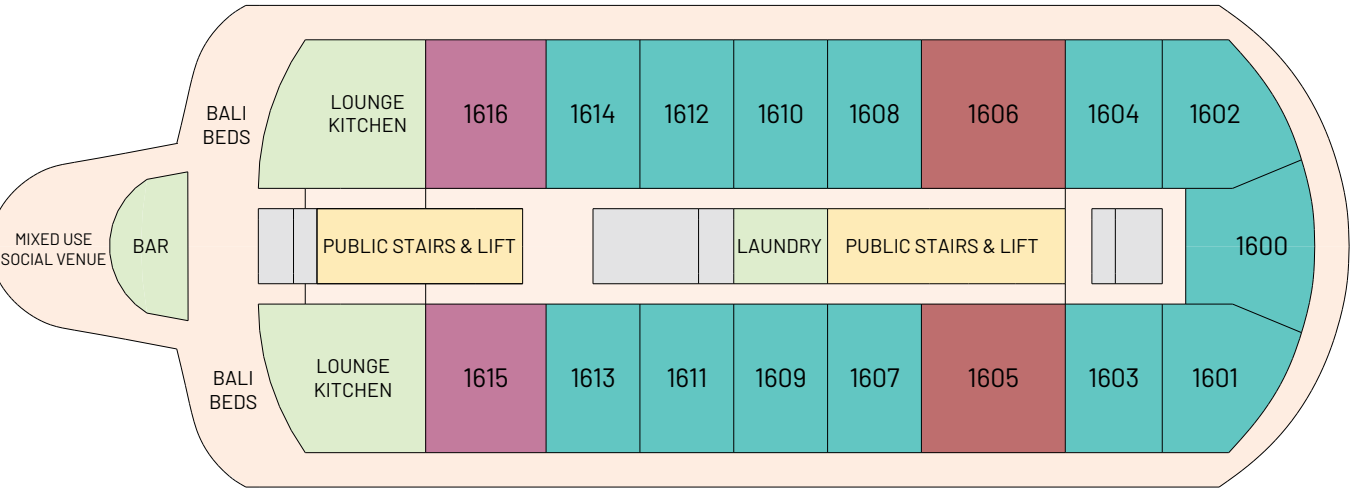 BALI
BEDS
LOUNGE
KITCHEN
1616
1614
1612
1610
1608
1606
1604
1602
MIXED USE
SOCIAL VENUE
BAR
PUBLIC STAIRS & LIFT
LAUNDRY
PUBLIC STAIRS & LIFT
1600
BALI
BEDS
LOUNGE
KITCHEN
1615
1613
1611
1609
1607
1605
1603
1601